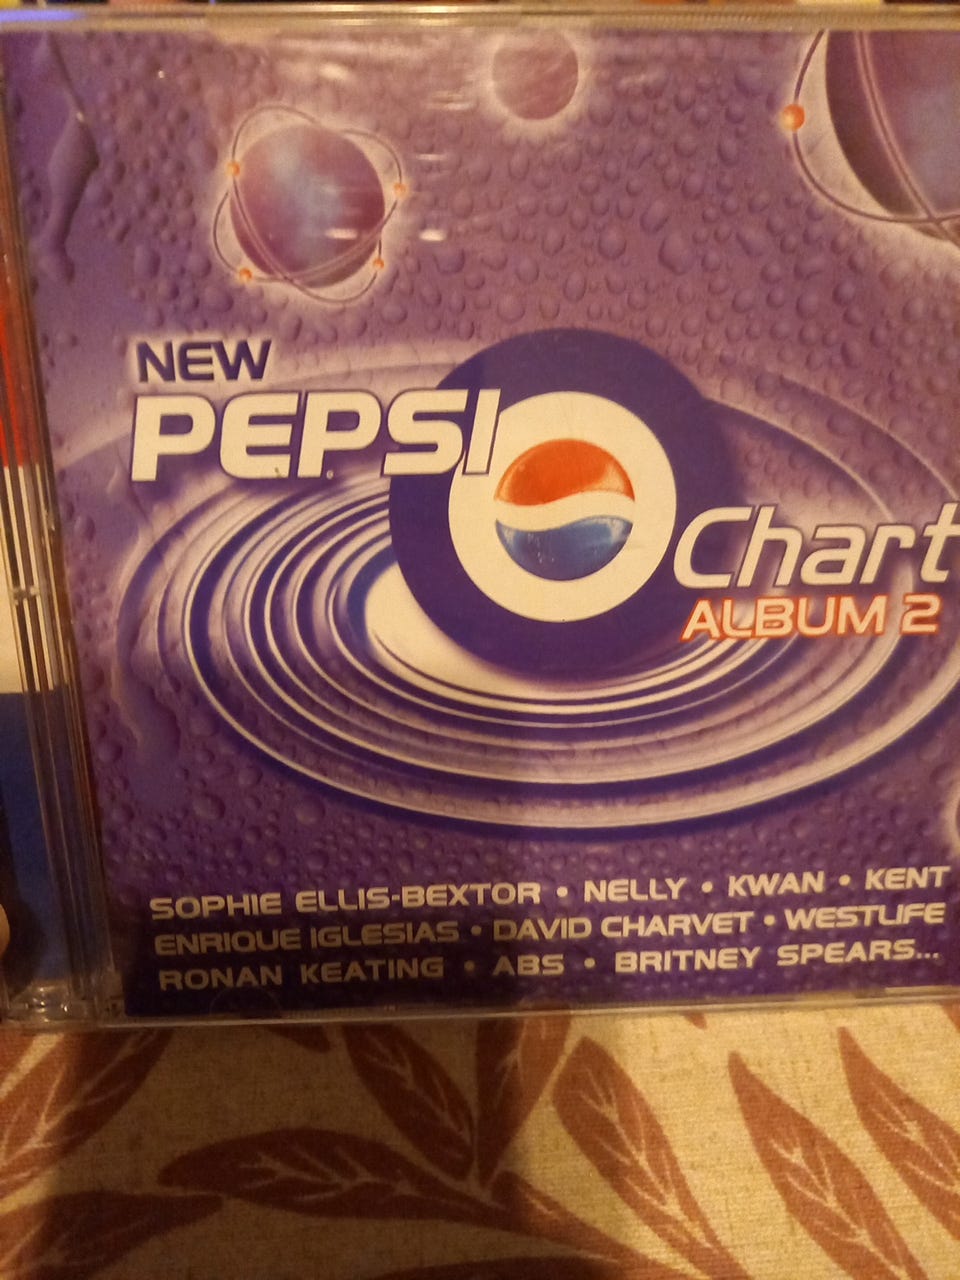 NEW
PEPSI
Chart
ALBUM 2
SOPHIE ELLIS-BEXTOR • NELLY • KWAN • KENT
ENRIQUE IGLESIAS • DAVID CHARVET • WESTLIFE
RONAN KEATING • ABS • BRITNEY SPEARS...